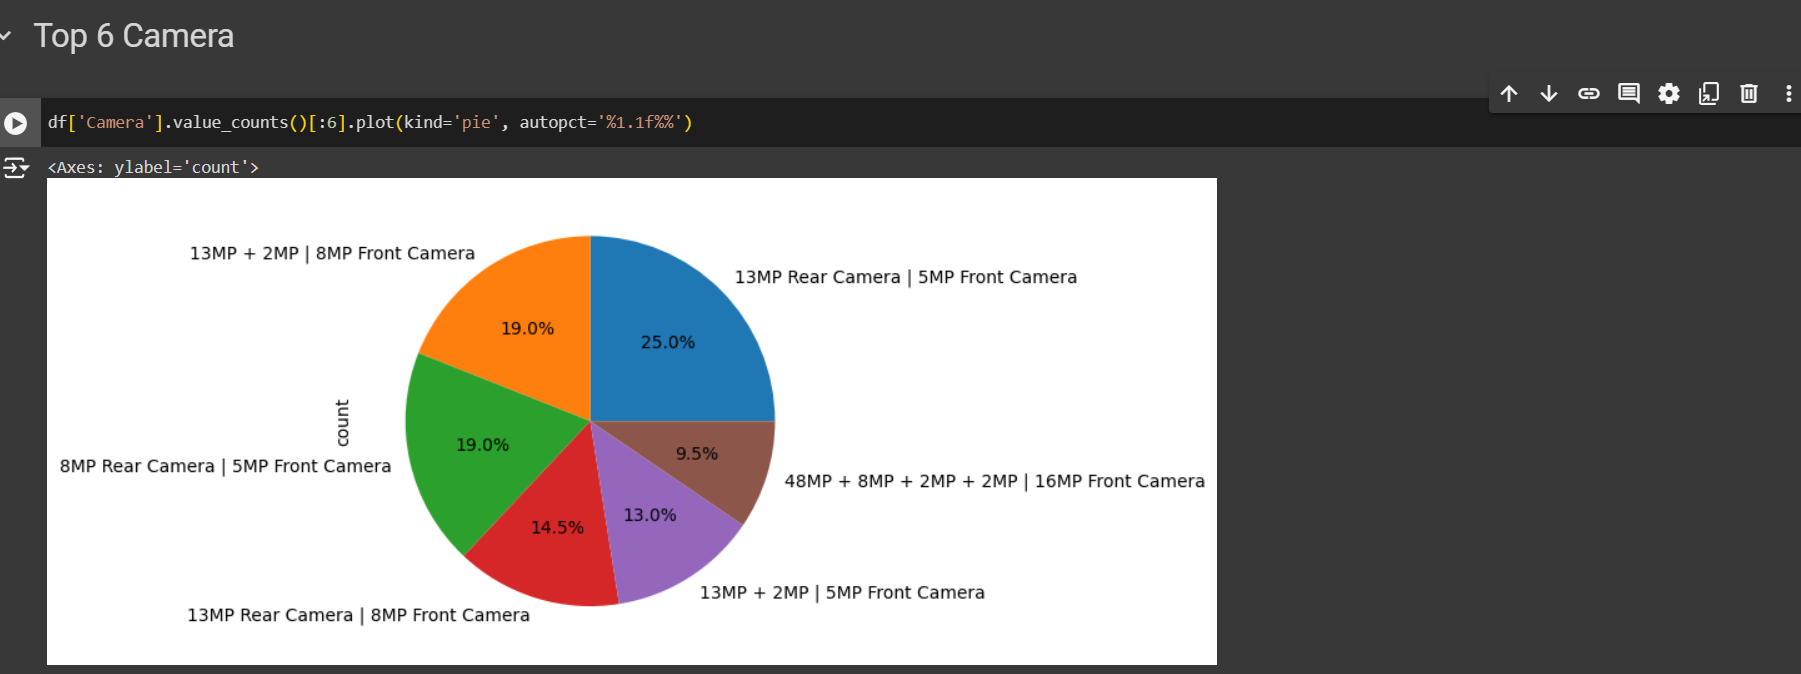 Top 6 Camera
df['Camera'].value_counts()[:6].plot(kind='pie', autopct='%1.1f%%')
<Axes: ylabel='count'>
13MP + 2MP | 8MP Front Camera
13MP Rear Camera | 5MP Front Camera
19.0%
25.0%
count
19.0%
9.5%
8MP Rear Camera | 5MP Front Camera
48MP + 8MP + 2MP + 2MP | 16MP Front Camera
14.5%
13.0%
13MP + 2MP | 5MP Front Camera
13MP Rear Camera | 8MP Front Camera